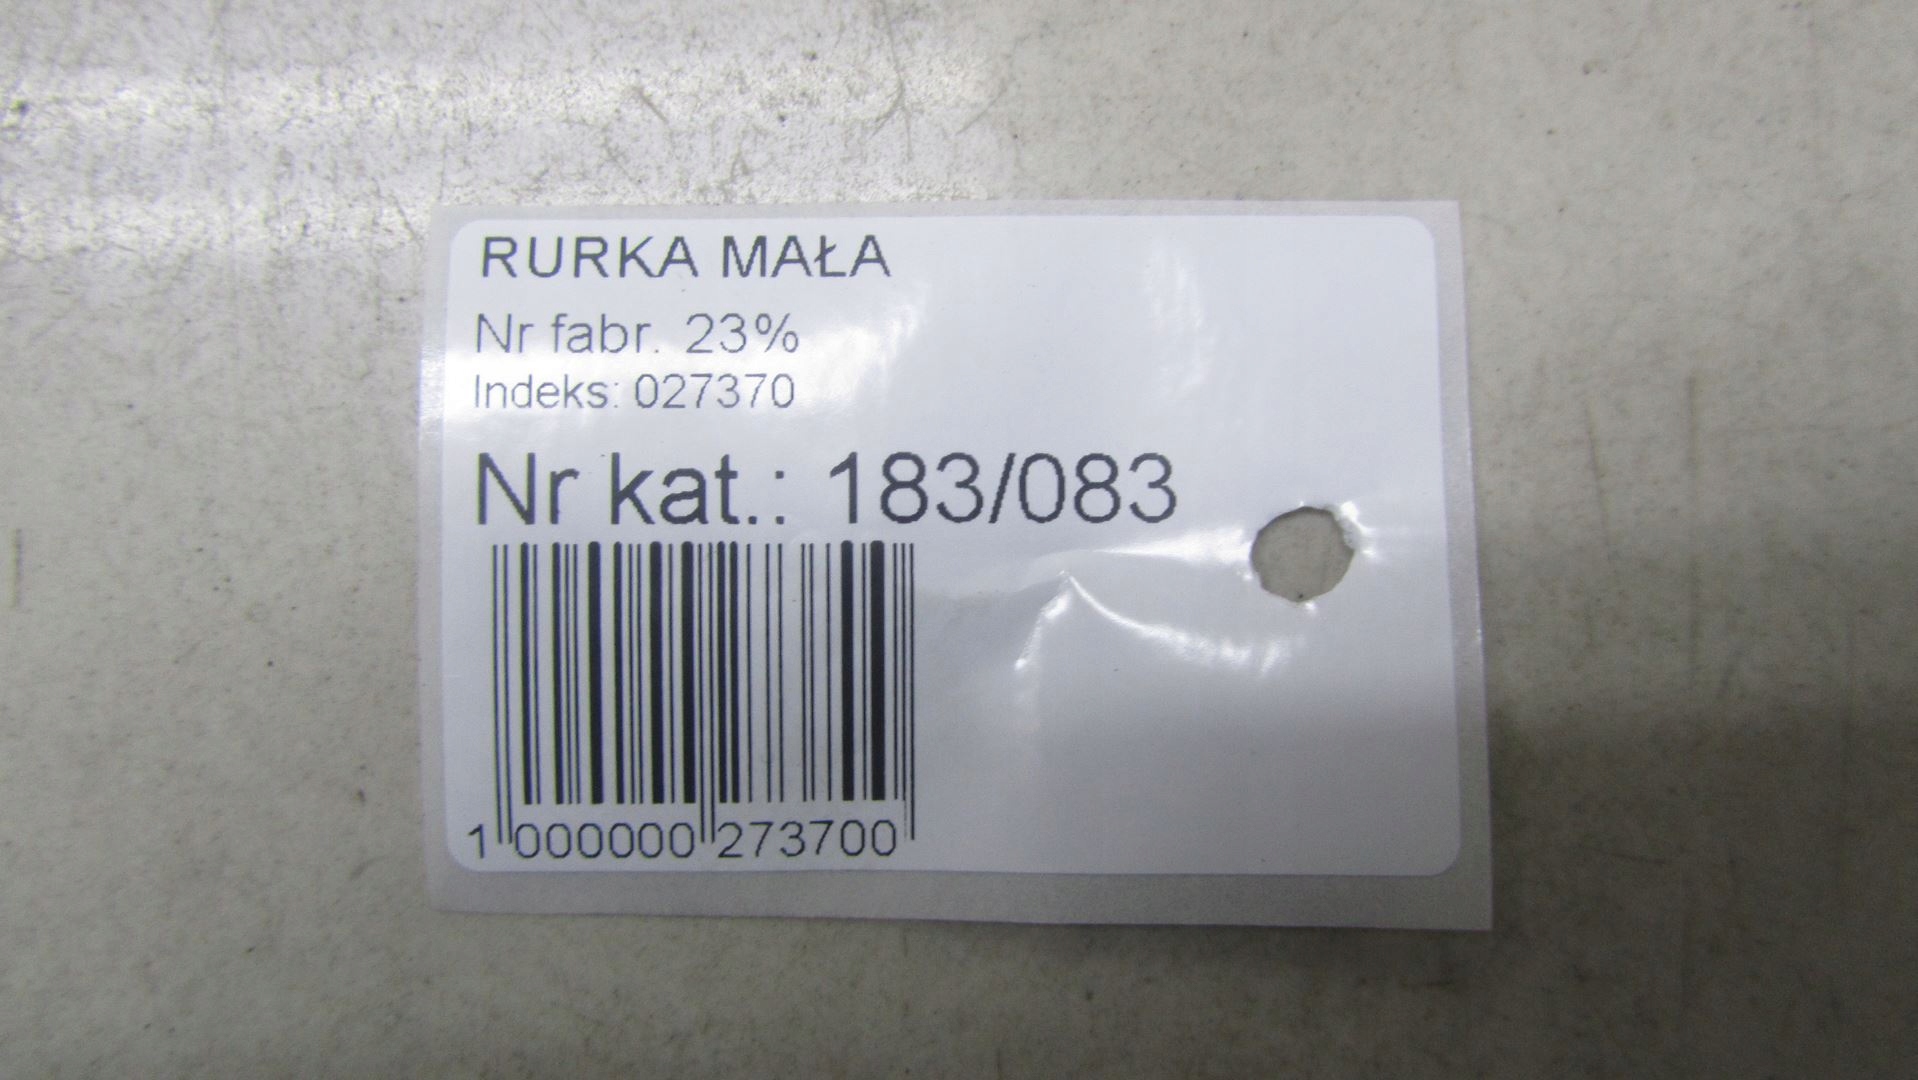 RURKA MAŁA
Nr fabr. 23%
Indeks: 027370
Nr kat.: 183/083
1 000000 273700